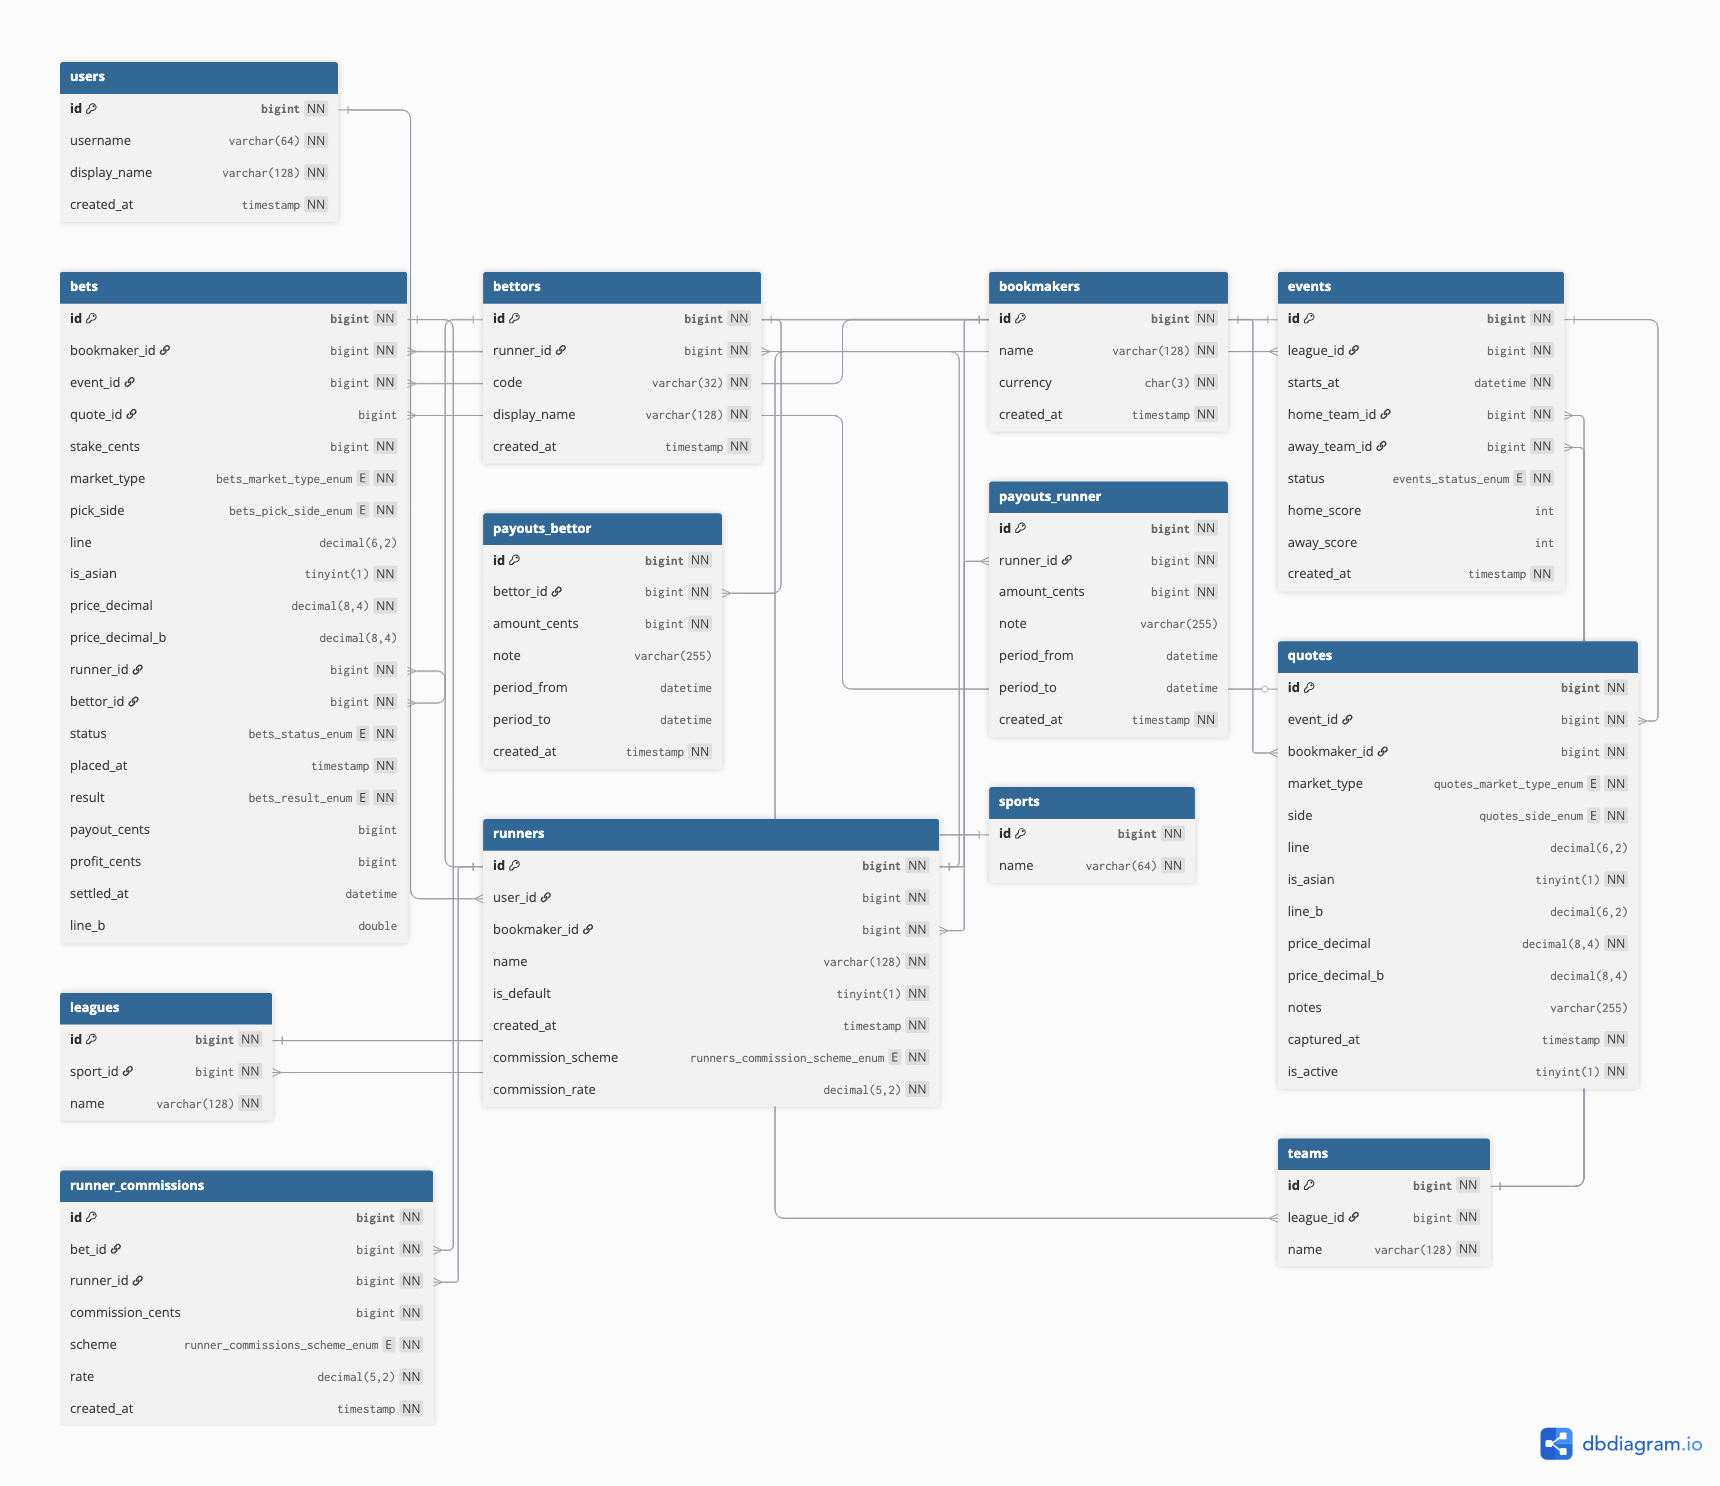 users
id bigint NN
username varchar(64) NN
display_name varchar(128) NN
created_at timestamp NN
bets
id bigint NN
bookmaker_id bigint NN
event_id bigint NN
quote_id bigint
stake_cents bigint NN
market_type bets_market_type_enum E NN
pick_side bets_pick_side_enum E NN
line decimal(6,2)
is_asian tinyint(1) NN
price_decimal decimal(8,4) NN
price_decimal_b decimal(8,4)
runner_id bigint NN
bettor_id bigint NN
status bets_status_enum E NN
placed_at timestamp NN
result bets_result_enum E NN
payout_cents bigint
profit_cents bigint
settled_at datetime
line_b double
leagues
id bigint NN
sport_id bigint NN
name varchar(128) NN
runner_commissions
id bigint NN
bet_id bigint NN
runner_id bigint NN
commission_cents bigint NN
scheme runner_commissions_scheme_enum E NN
rate decimal(5,2) NN
created_at timestamp NN
bettors
id bigint NN
runner_id bigint NN
code varchar(32) NN
display_name varchar(128) NN
created_at timestamp NN
payouts_bettor
id bigint NN
bettor_id bigint NN
amount_cents bigint NN
note varchar(255)
period_from datetime
period_to datetime
created_at timestamp NN
runners
id bigint NN
user_id bigint NN
bookmaker_id bigint NN
name varchar(128) NN
is_default tinyint(1) NN
created_at timestamp NN
commission_scheme runners_commission_scheme_enum E NN
commission_rate decimal(5,2) NN
bookmakers
id bigint NN
name varchar(128) NN
currency char(3) NN
created_at timestamp NN
payouts_runner
id bigint NN
runner_id bigint NN
amount_cents bigint NN
note varchar(255)
period_from datetime
period_to datetime
created_at timestamp NN
sports
id bigint NN
name varchar(64) NN
events
id bigint NN
league_id bigint NN
starts_at datetime NN
home_team_id bigint NN
away_team_id bigint NN
status events_status_enum E NN
home_score int
away_score int
created_at timestamp NN
quotes
id bigint NN
event_id bigint NN
bookmaker_id bigint NN
market_type quotes_market_type_enum E NN
side quotes_side_enum E NN
line decimal(6,2)
is_asian tinyint(1) NN
line_b decimal(6,2)
price_decimal decimal(8,4) NN
price_decimal_b decimal(8,4)
notes varchar(255)
captured_at timestamp NN
is_active tinyint(1) NN
teams
id bigint NN
league_id bigint NN
name varchar(128) NN
dbdiagram.io